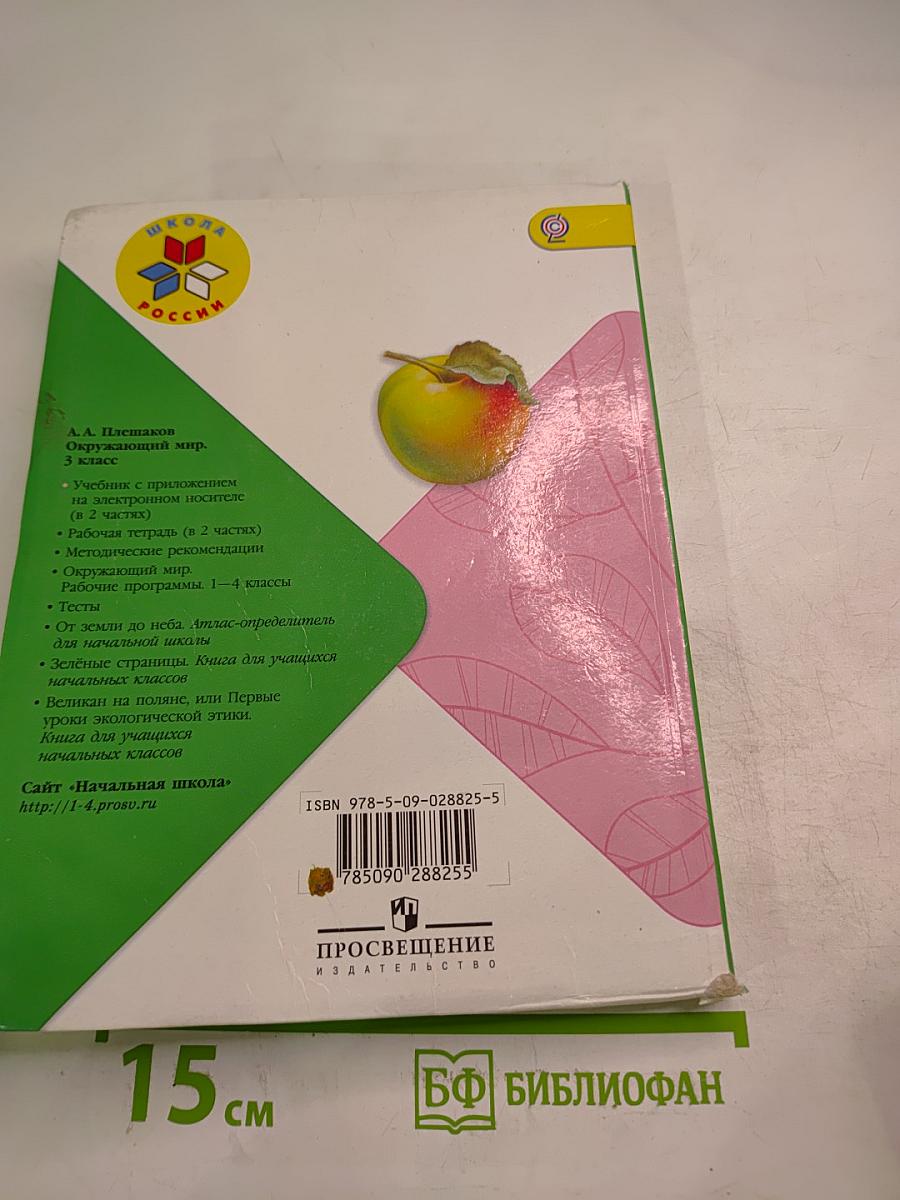 ШКОЛА
РОССИИ
А. А. Плешаков
Окружающий мир.
3 класс
• Учебник с приложением
на электронном носителе
(в 2 частях)
• Рабочая тетрадь (в 2 частях)
• Методические рекомендации
• Окружающий мир.
Рабочие программы. 1—4 классы
• Тесты
• От земли до неба. Атлас-определитель
для начальной школы
• Зелёные страницы. Книга для учащихся
начальных классов
• Великан на поляне, или Первые
уроки экологической этики.
Книга для учащихся
начальных классов
Сайт «Начальная школа»
http://1-4.prosv.ru
ISBN 978-5-09-028825-5
785090 288255
ИП
ПРОСВЕЩЕНИЕ
ИЗДАТЕЛЬСТВО
15 см
БФ БИБЛИОФАН